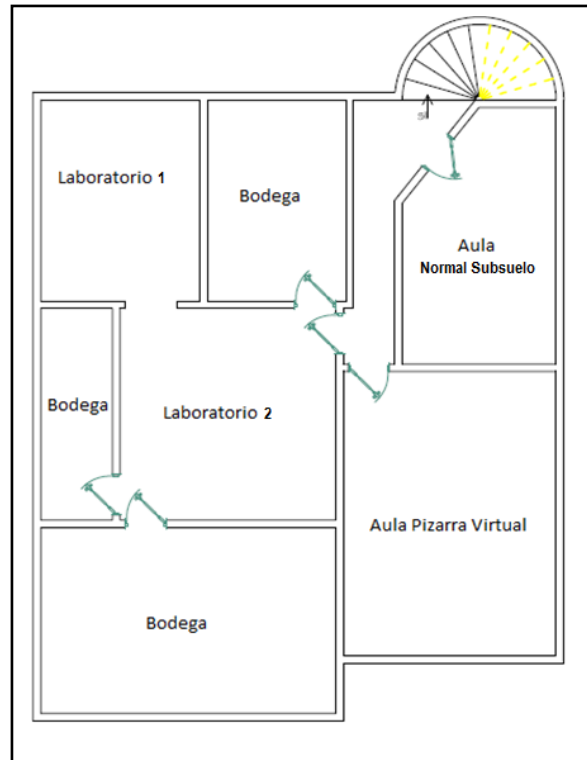 Laboratorio 1
Bodega
Aula
Normal Subsuelo
Bodega
Laboratorio 2
Aula Pizarra Virtual
Bodega